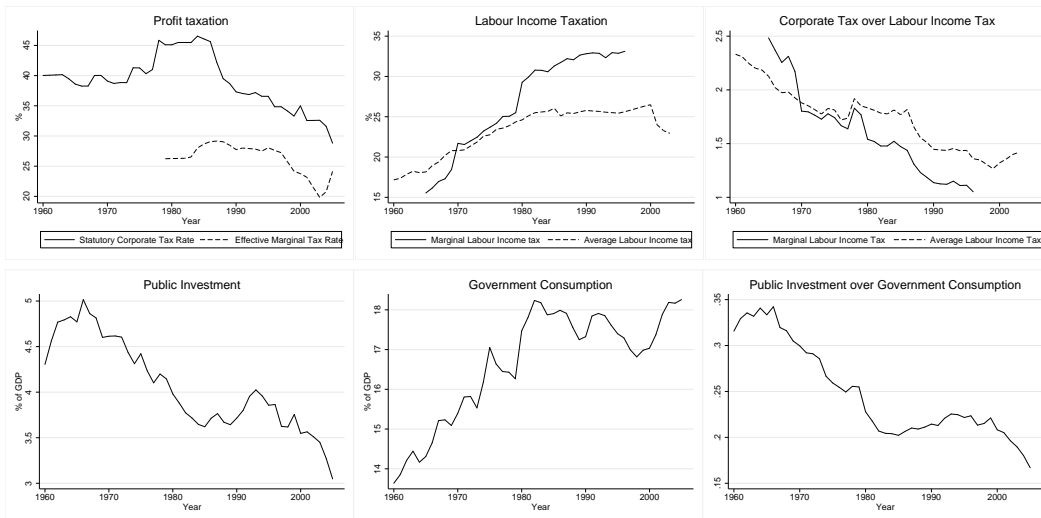 Profit taxation
45
40
35
%
30
25
20
1960 1970 1980 1990 2000
Year
Statutory Corporate Tax Rate Effective Marginal Tax Rate
Labour Income Taxation
35
30
%
25
20
15
1960 1970 1980 1990 2000
Year
Marginal Labour Income tax Average Labour Income tax
Corporate Tax over Labour Income Tax
2.5
2
1.5
1
1960 1970 1980 1990 2000
Year
Marginal Labour Income Tax Average Labour Income Tax
Public Investment
5
4.5
% of GDP
4
3.5
3
1960 1970 1980 1990 2000
Year
Government Consumption
18
17
% of GDP
16
15
14
1960 1970 1980 1990 2000
Year
Public Investment over Government Consumption
.35
.3
.25
.2
.15
1960 1970 1980 1990 2000
Year